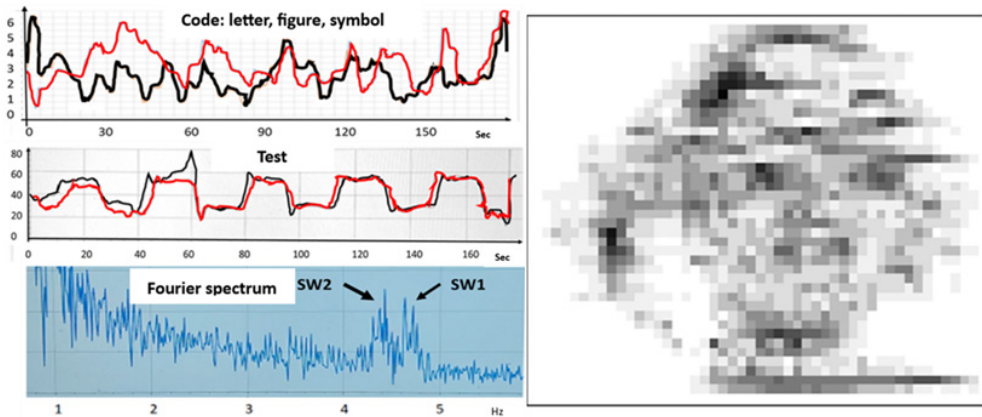 Code: letter, figure, symbol
6
5
4
3
2
1
0 30 60 90 120 150 Sec
Test
80
60
40
20
0
0 20 40 60 80 100 120 140 160 Sec
Fourier spectrum SW2 SW1
1 2 3 4 5 Hz